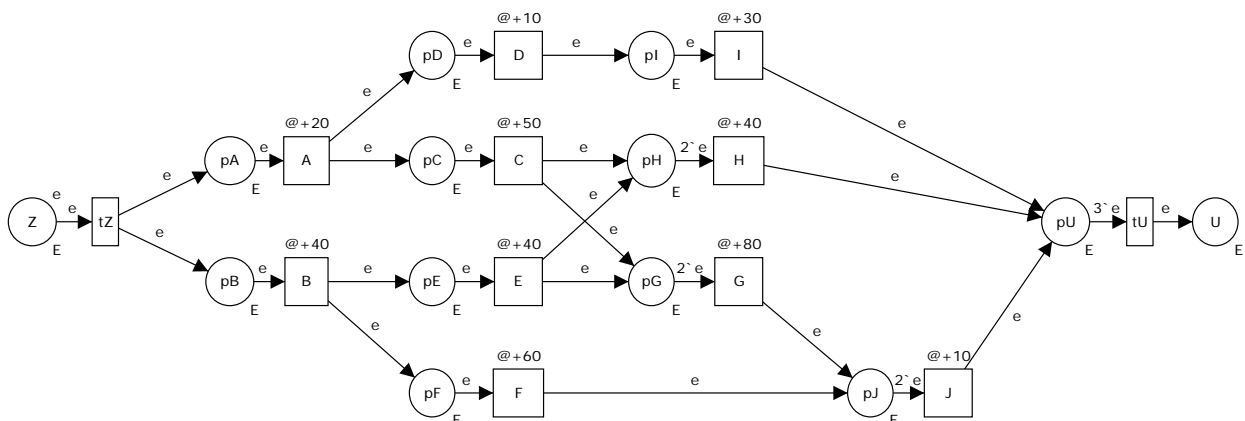 @+10 @+30
e e e
pD D pI I
E E
e e
@+20 @+50 @+40
e e e 2`e
pA A pC C pH H
E E E
e e e e
e e 3`e e
Z tZ pU tU U
E E E
e e
@+40 @+40 @+80
e e e e 2`e
pB B pE E pG G
E E E
e e e
@+60 @+10
e e 2`e
pF F pJ J
E E